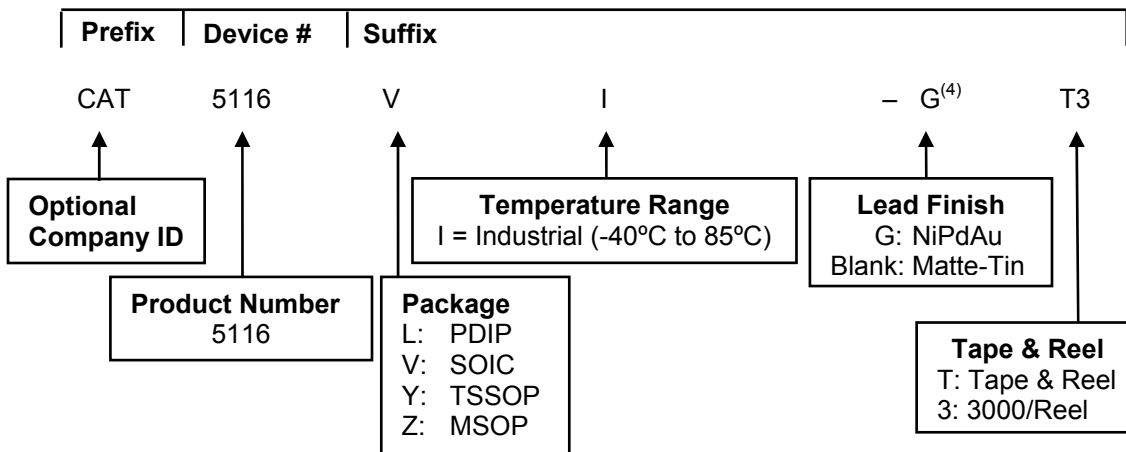 Prefix Device # Suffix
CAT 5116 V I – G(4) T3
Optional
Company ID
Product Number
5116
Package
L: PDIP
V: SOIC
Y: TSSOP
Z: MSOP
Temperature Range
I = Industrial (-40ºC to 85ºC)
Lead Finish
G: NiPdAu
Blank: Matte-Tin
Tape & Reel
T: Tape & Reel
3: 3000/Reel